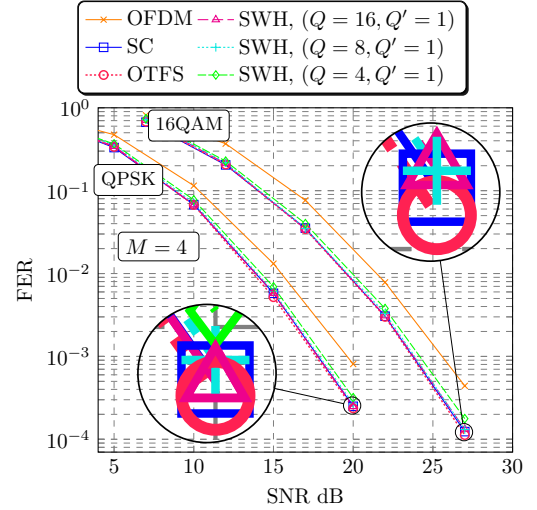 OFDM SWH, (Q = 16, Q′ = 1)
SC SWH, (Q = 8, Q′ = 1)
OTFS SWH, (Q = 4, Q′ = 1)
10^0
10^−1
10^−2
10^−3
10^−4
FER
16QAM
QPSK
M = 4
5 10 15 20 25 30
SNR dB